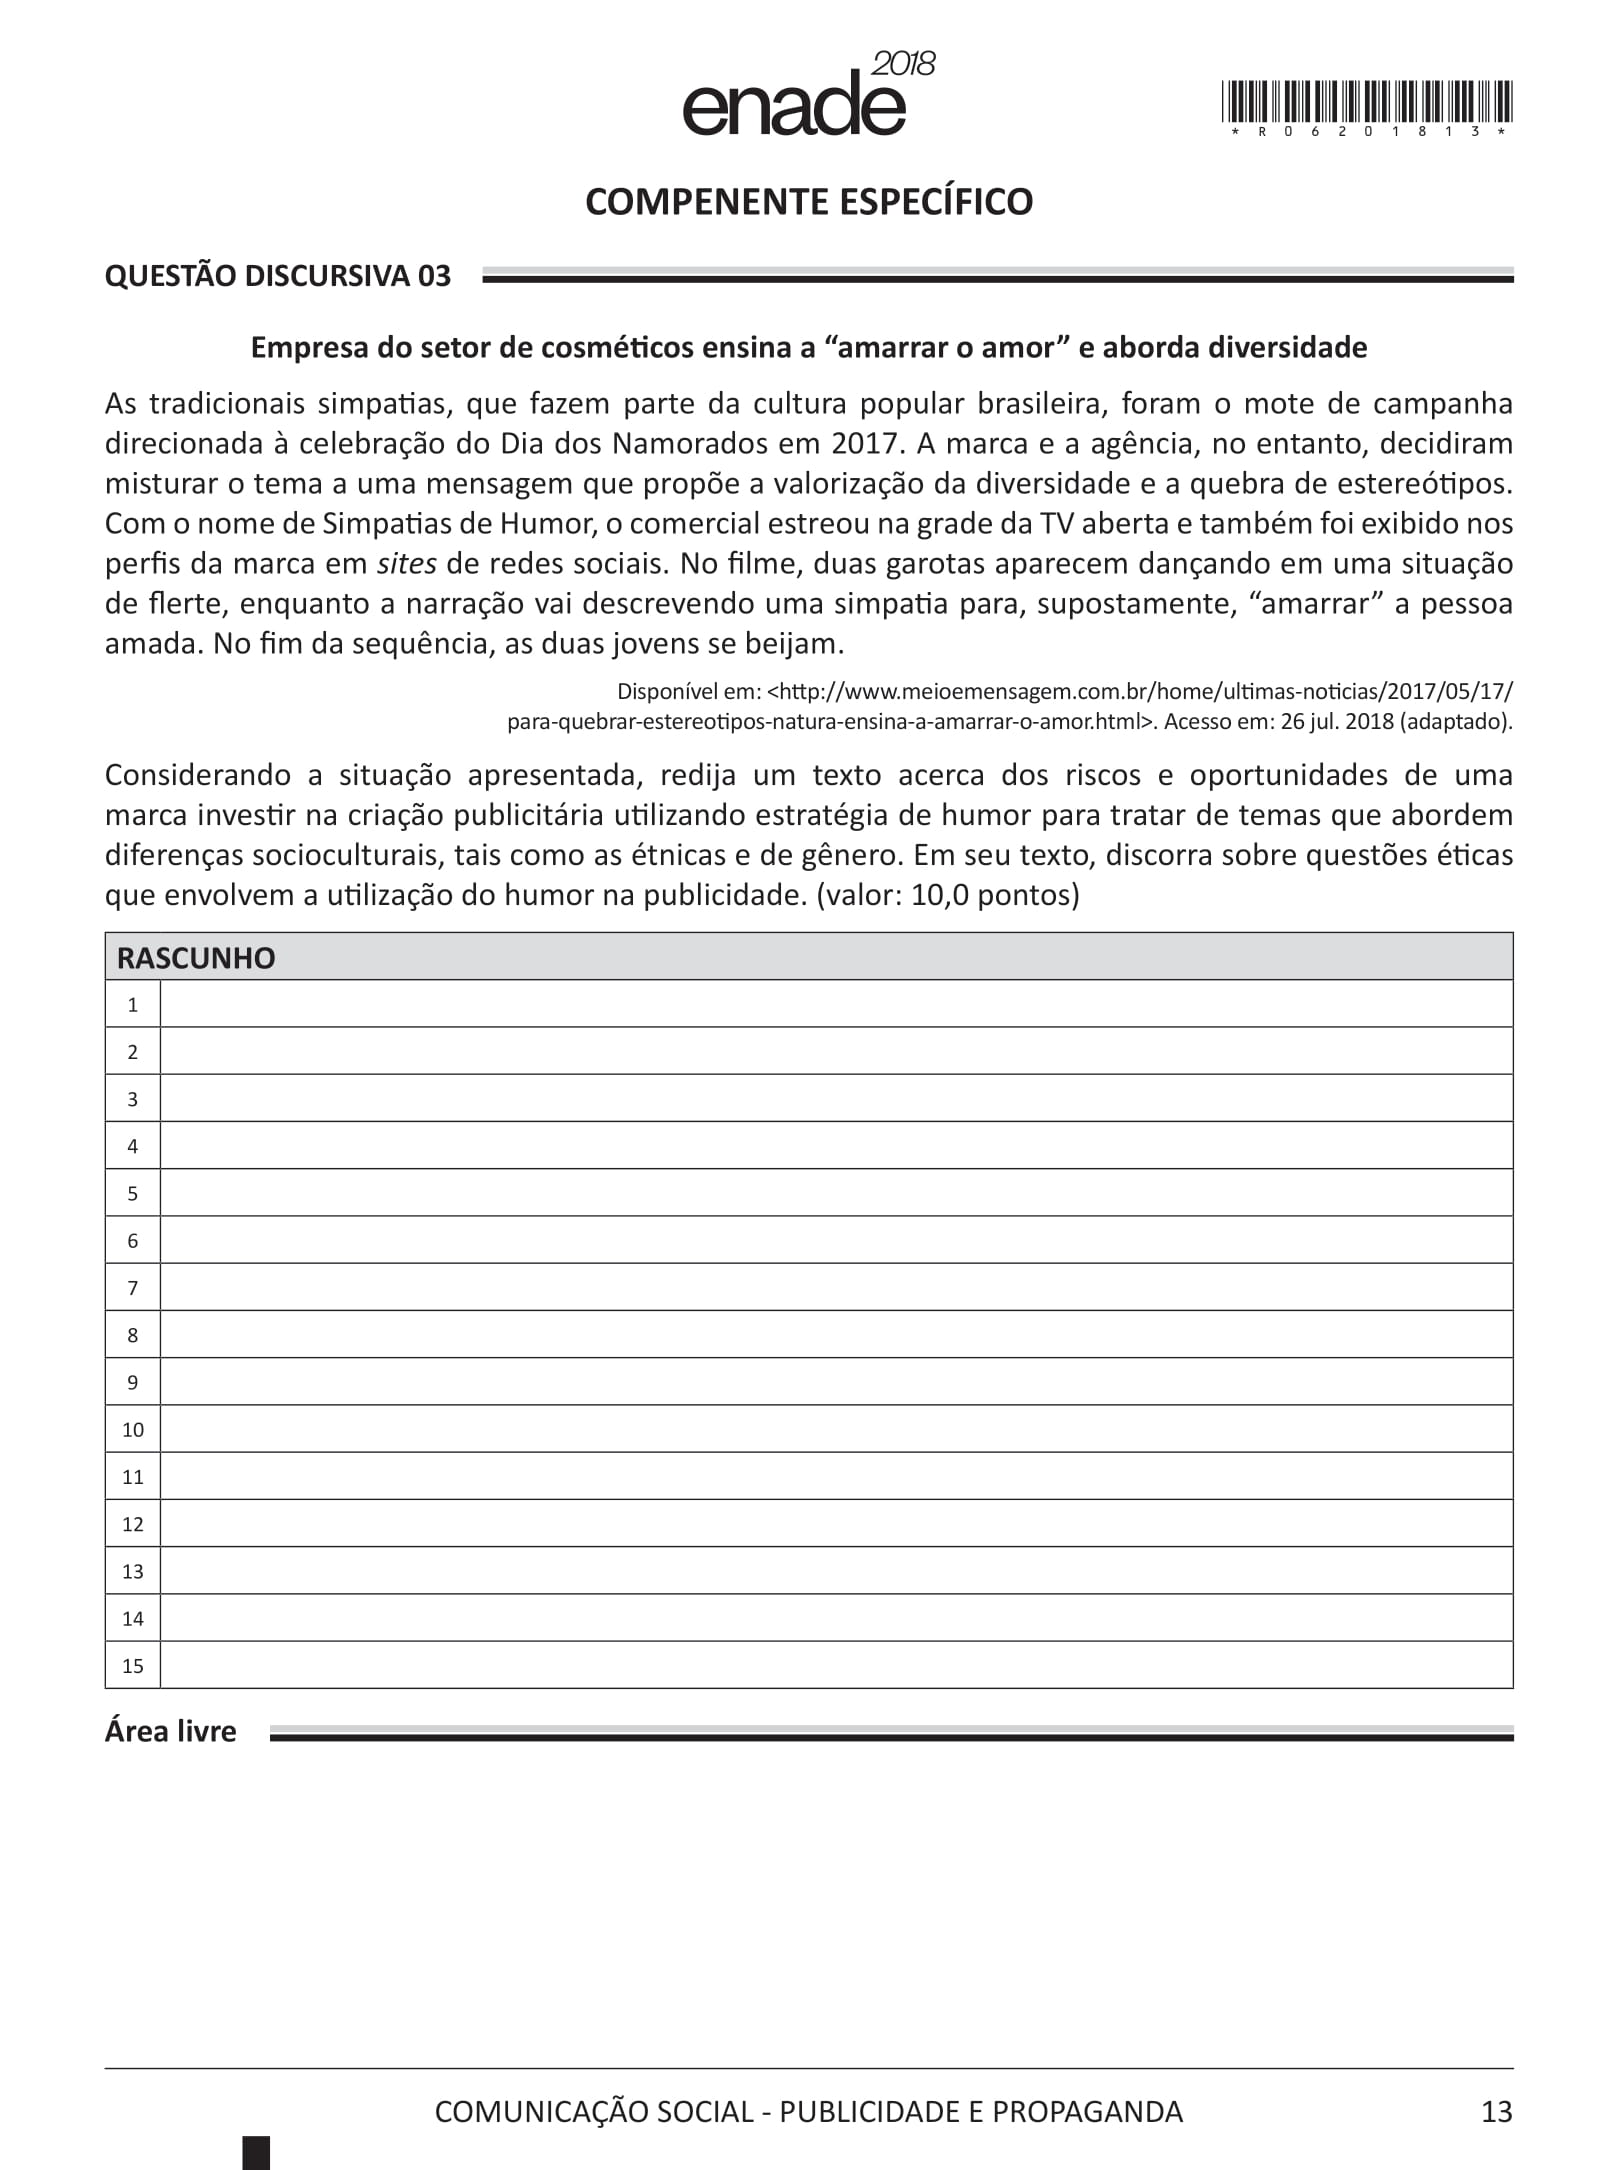 enade 2018
*R06201813*
COMPENENTE ESPECÍFICO
QUESTÃO DISCURSIVA 03
Empresa do setor de cosméticos ensina a “amarrar o amor” e aborda diversidade
As tradicionais simpatias, que fazem parte da cultura popular brasileira, foram o mote de campanha
direcionada à celebração do Dia dos Namorados em 2017. A marca e a agência, no entanto, decidiram
misturar o tema a uma mensagem que propõe a valorização da diversidade e a quebra de estereótipos.
Com o nome de Simpatias de Humor, o comercial estreou na grade da TV aberta e também foi exibido nos
perfis da marca em sites de redes sociais. No filme, duas garotas aparecem dançando em uma situação
de flerte, enquanto a narração vai descrevendo uma simpatia para, supostamente, “amarrar” a pessoa
amada. No fim da sequência, as duas jovens se beijam.
Disponível em: <http://www.meioemensagem.com.br/home/ultimas-noticias/2017/05/17/
para-quebrar-estereotipos-natura-ensina-a-amarrar-o-amor.html>. Acesso em: 26 jul. 2018 (adaptado).
Considerando a situação apresentada, redija um texto acerca dos riscos e oportunidades de uma
marca investir na criação publicitária utilizando estratégia de humor para tratar de temas que abordem
diferenças socioculturais, tais como as étnicas e de gênero. Em seu texto, discorra sobre questões éticas
que envolvem a utilização do humor na publicidade. (valor: 10,0 pontos)
RASCUNHO
1
2
3
4
5
6
7
8
9
10
11
12
13
14
15
Área livre
COMUNICAÇÃO SOCIAL - PUBLICIDADE E PROPAGANDA 13